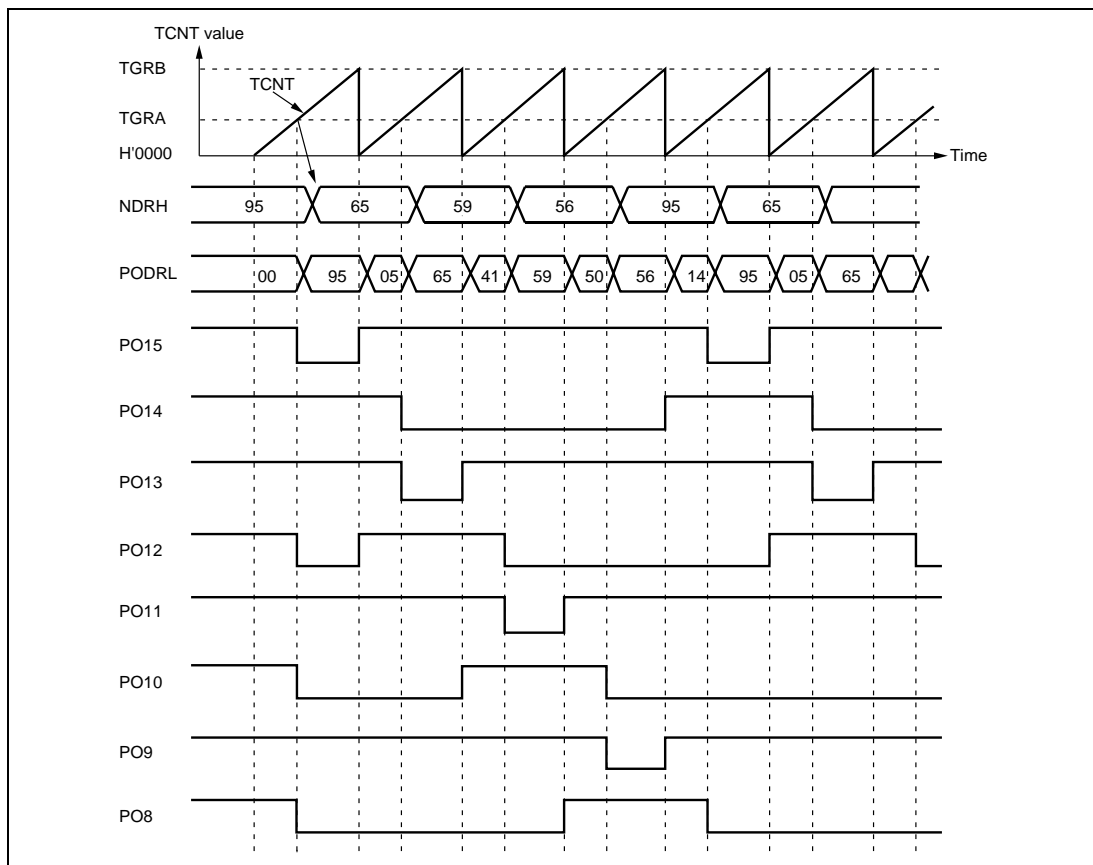 TCNT value
TGRB
TCNT
TGRA
H'0000
Time
NDRH 95 65 59 56 95 65
PODRL 00 95 05 65 41 59 50 56 14 95 05 65
PO15
PO14
PO13
PO12
PO11
PO10
PO9
PO8